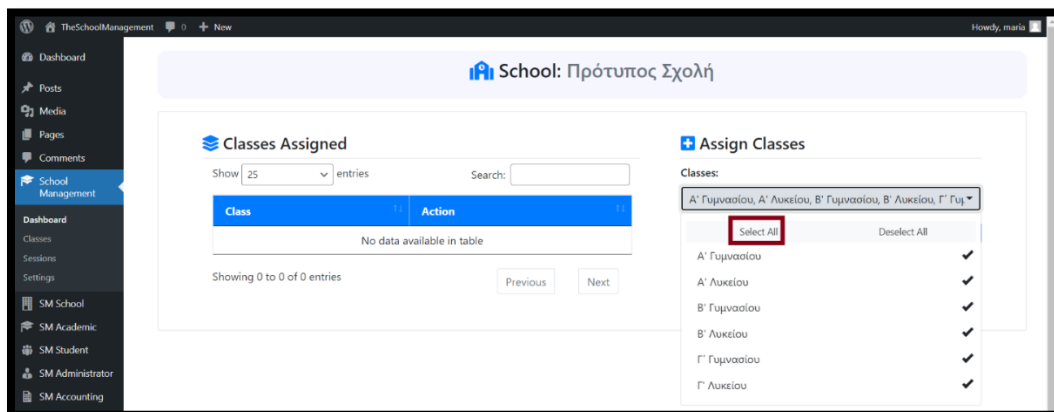 TheSchoolManagement 0 + New Howdy, maria
Dashboard
Posts
Media
Pages
Comments
School Management
Dashboard
Classes
Sessions
Settings
SM School
SM Academic
SM Student
SM Administrator
SM Accounting
School: Πρότυπος Σχολή
Classes Assigned
Show 25 entries Search:
Class Action
No data available in table
Showing 0 to 0 of 0 entries Previous Next
Assign Classes
Classes:
Α' Γυμνασίου, Α' Λυκείου, Β' Γυμνασίου, Β' Λυκείου, Γ' Γυμ
Select All Deselect All
Α' Γυμνασίου
Α' Λυκείου
Β' Γυμνασίου
Β' Λυκείου
Γ' Γυμνασίου
Γ' Λυκείου